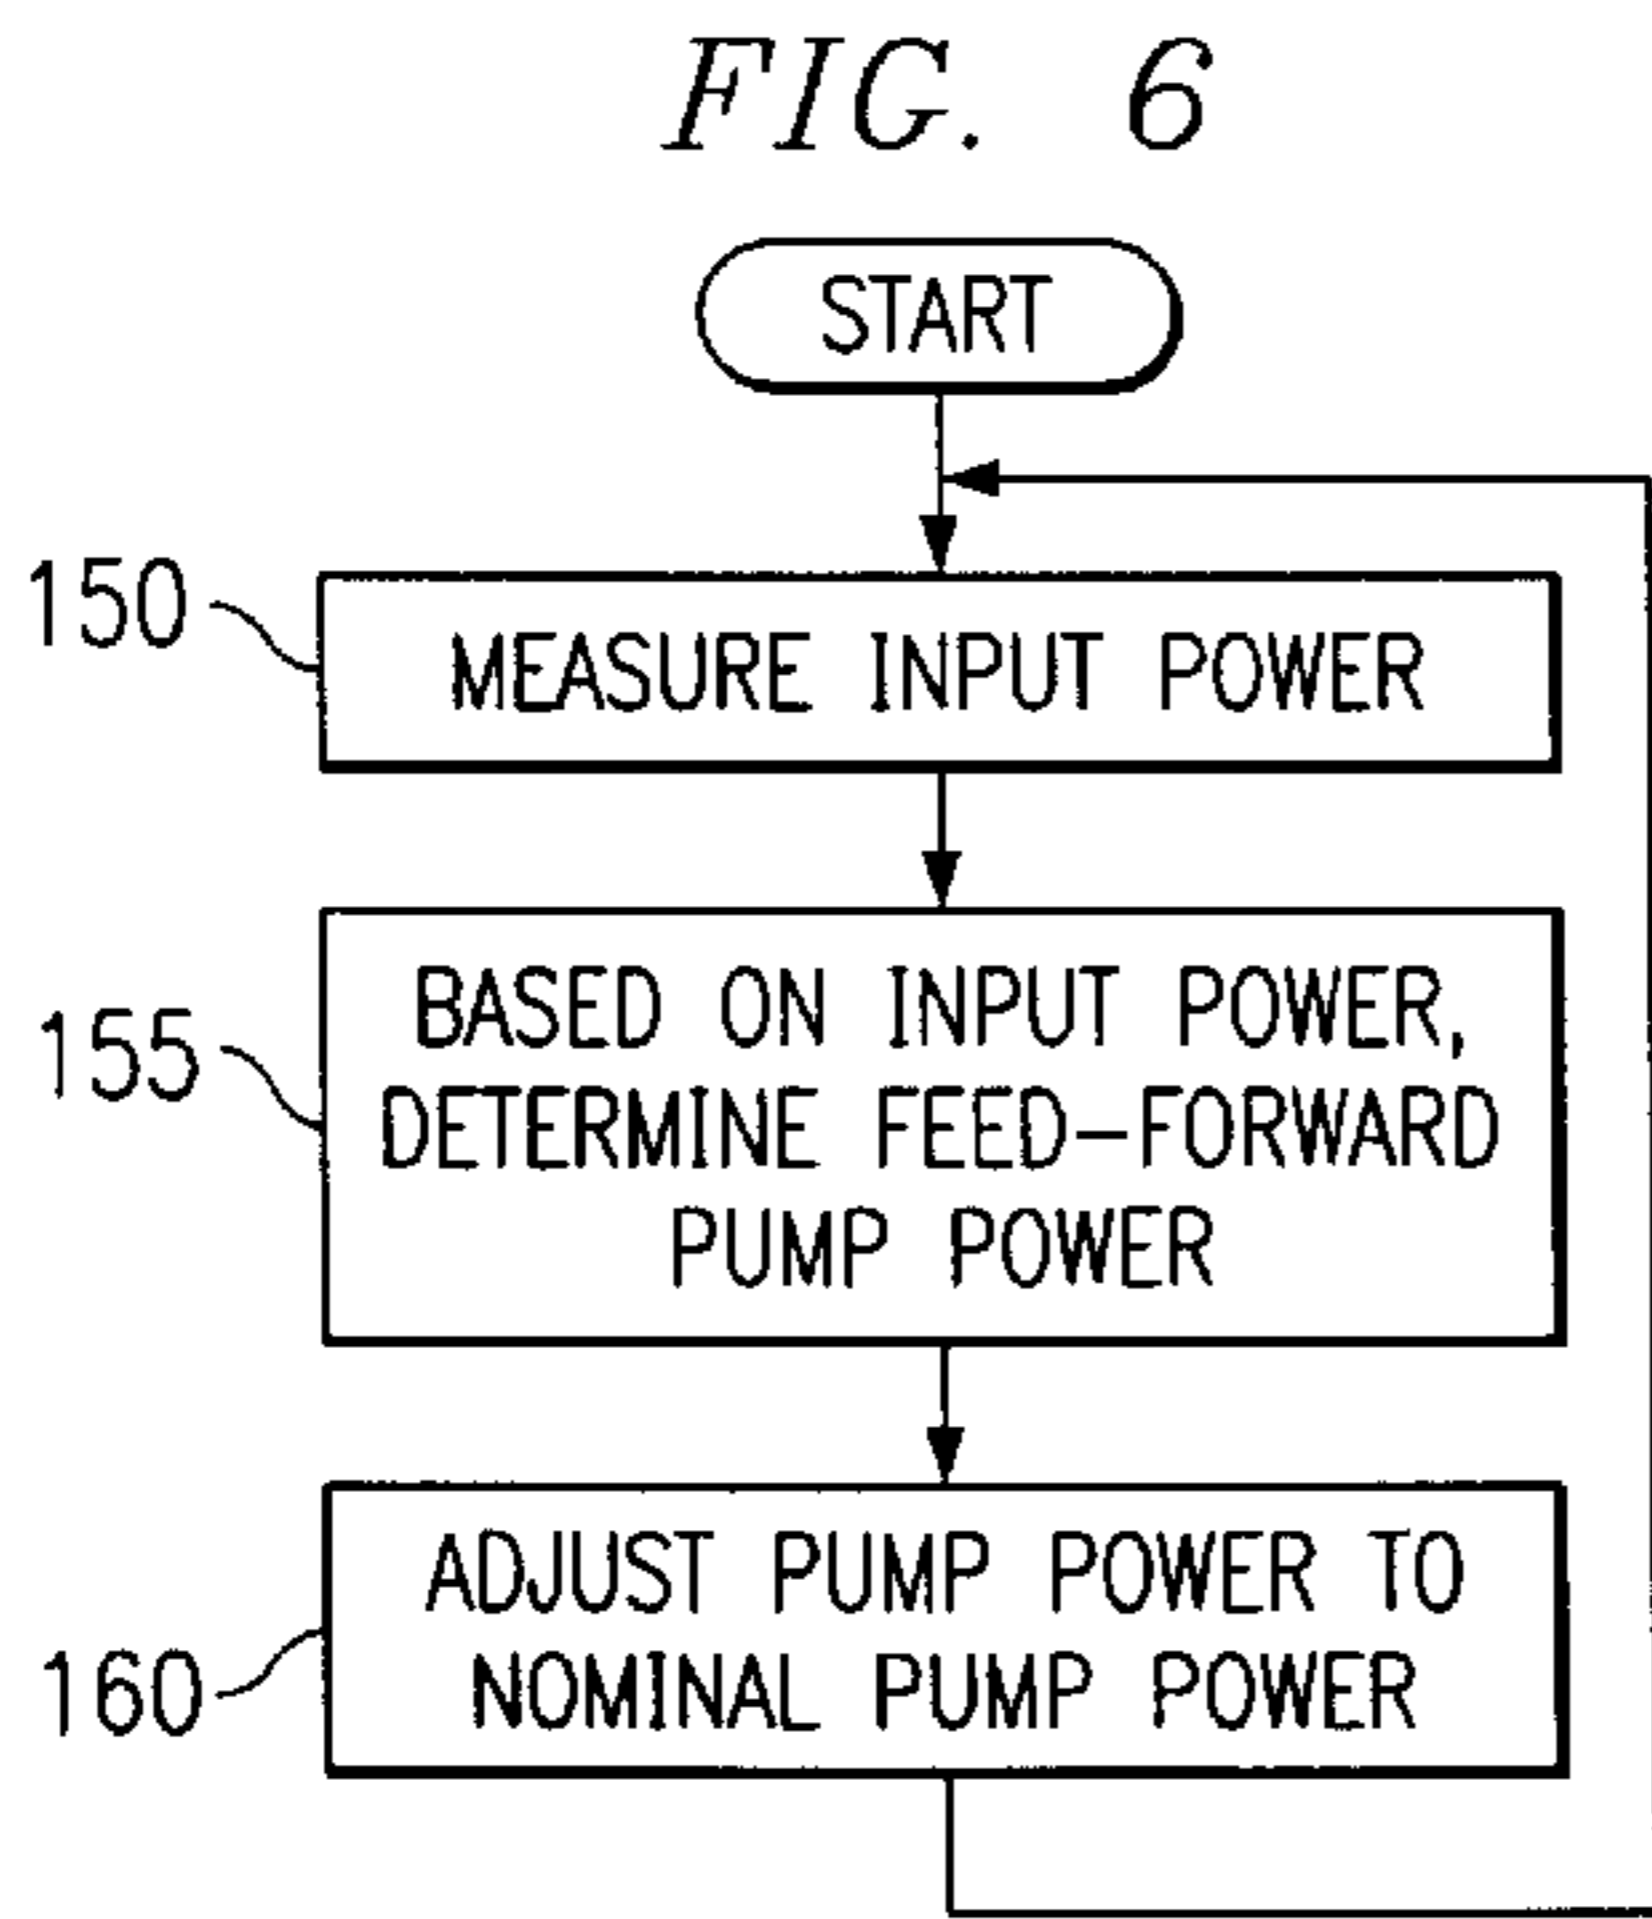 FIG. 6
START
150
MEASURE INPUT POWER
155
BASED ON INPUT POWER,
DETERMINE FEED-FORWARD
PUMP POWER
160
ADJUST PUMP POWER TO
NOMINAL PUMP POWER